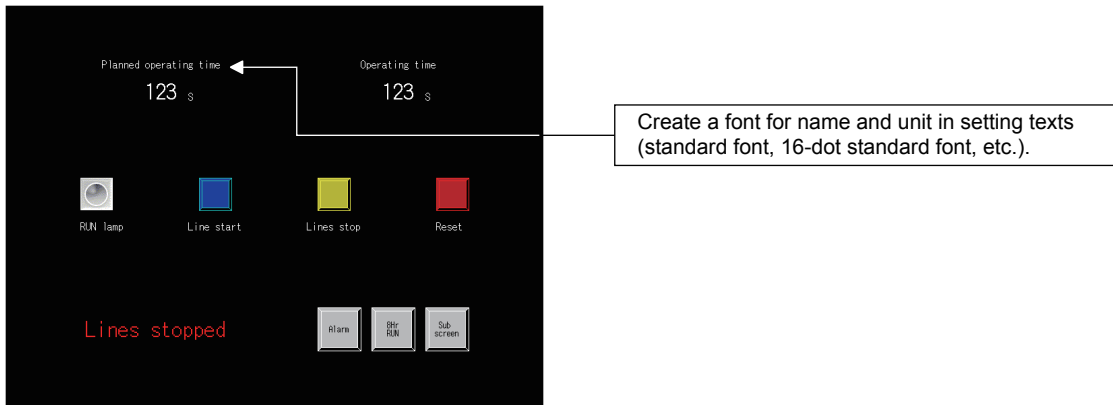 Planned operating time
Operating time
123 s
123 s
Create a font for name and unit in setting texts
(standard font, 16-dot standard font, etc.).
RUN lamp
Line start
Lines stop
Reset
Lines stopped
Alarm
8Hr
RUN
Sub
screen